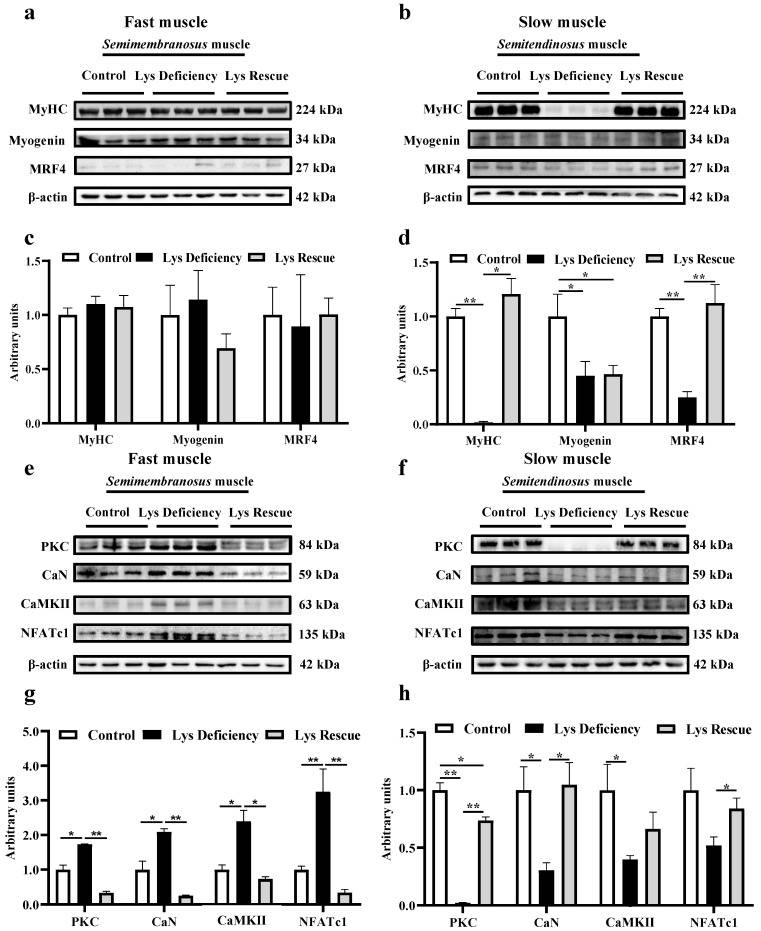 a
Fast muscle
Semimembranosus muscle
Control Lys Deficiency Lys Rescue
MyHC 224 kDa
Myogenin 34 kDa
MRF4 27 kDa
β-actin 42 kDa
b
Slow muscle
Semitendinosus muscle
Control Lys Deficiency Lys Rescue
MyHC 224 kDa
Myogenin 34 kDa
MRF4 27 kDa
β-actin 42 kDa
c
Control Lys Deficiency Lys Rescue
Arbitrary units
1.5
1.0
0.5
0.0
MyHC Myogenin MRF4
d
Control Lys Deficiency Lys Rescue
Arbitrary units
1.5
1.0
0.5
0.0
** * * * ** **
MyHC Myogenin MRF4
e
Fast muscle
Semimembranosus muscle
Control Lys Deficiency Lys Rescue
PKC 84 kDa
CaN 59 kDa
CaMKII 63 kDa
NFATc1 135 kDa
β-actin 42 kDa
f
Slow muscle
Semitendinosus muscle
Control Lys Deficiency Lys Rescue
PKC 84 kDa
CaN 59 kDa
CaMKII 63 kDa
NFATc1 135 kDa
β-actin 42 kDa
g
Control Lys Deficiency Lys Rescue
Arbitrary units
5.0
4.0
3.0
2.0
1.0
0.0
* ** * ** * * ** **
PKC CaN CaMKII NFATc1
h
Control Lys Deficiency Lys Rescue
Arbitrary units
1.5
1.0
0.5
0.0
* ** ** * * * *
PKC CaN CaMKII NFATc1